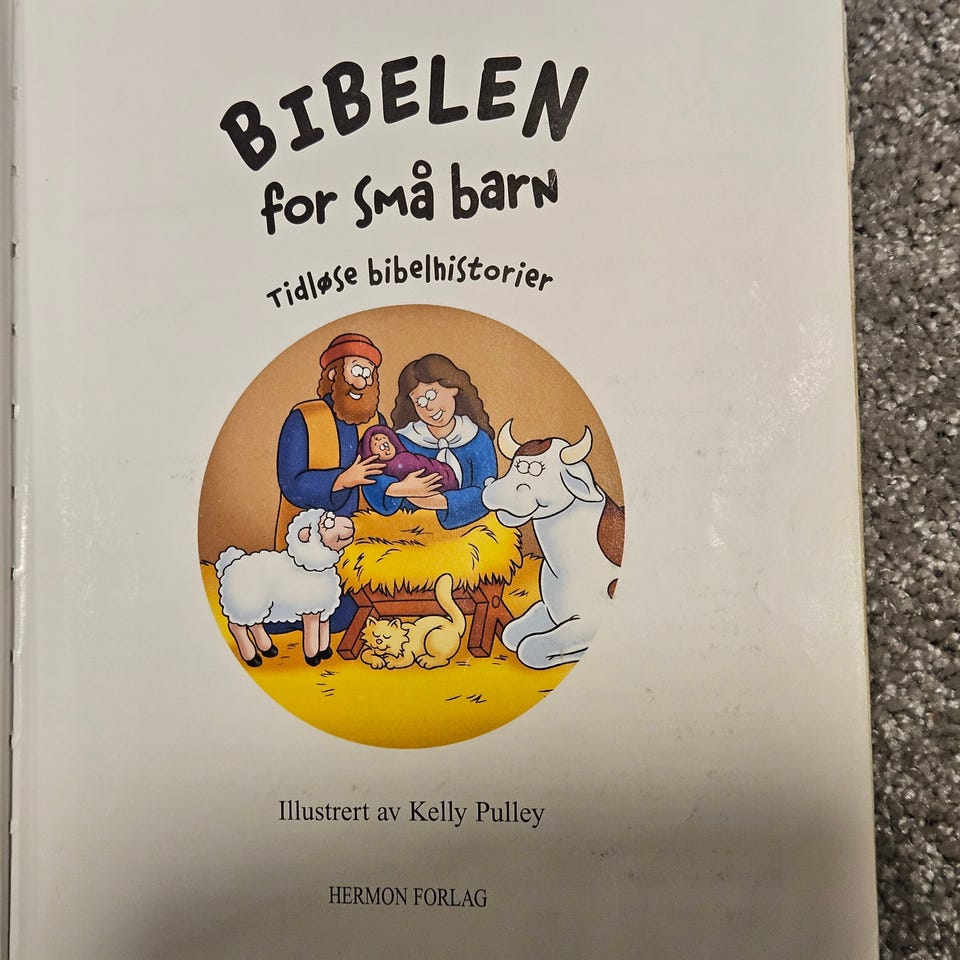 BIBELEN
for små barn
Tidløse bibelhistorier
Illustrert av Kelly Pulley
HERMON FORLAG